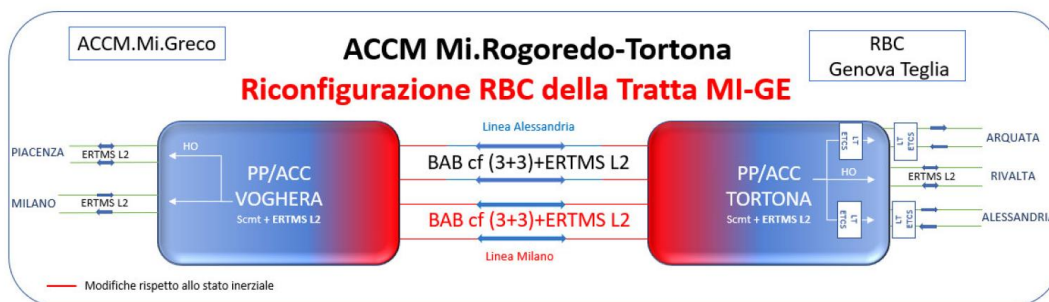 ACCM.Mi.Greco
ACCM Mi.Rogoredo-Tortona
RBC
Genova Teglia
Riconfigurazione RBC della Tratta MI-GE
PIACENZA
ERTMS L2
MILANO
ERTMS L2
HO
PP/ACC
VOGHERA
Scmt + ERTMS L2
Linea Alessandria
BAB cf (3+3)+ERTMS L2
BAB cf (3+3)+ERTMS L2
Linea Milano
PP/ACC
TORTONA
Scmt + ERTMS L2
HO
LT
ETCS
LT
ETCS
LT
ETCS
LT
ETCS
ARQUATA
ERTMS L2
RIVALTA
ALESSANDRIA
Modifiche rispetto allo stato inerziale